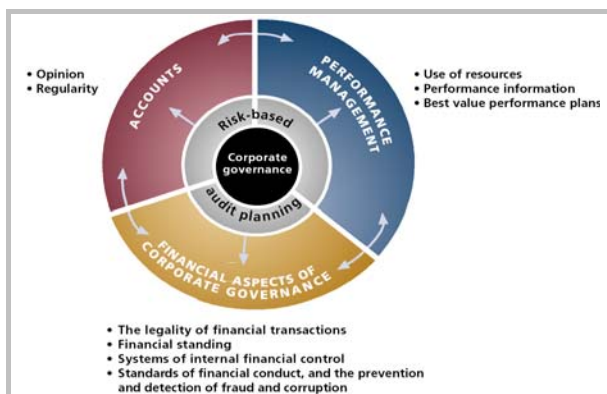 • Opinion
• Regularity
ACCOUNTS
PERFORMANCE
MANAGEMENT
• Use of resources
• Performance information
• Best value performance plans
Risk-based
Corporate
governance
audit planning
FINANCIAL ASPECTS OF
CORPORATE GOVERNANCE
• The legality of financial transactions
• Financial standing
• Systems of internal financial control
• Standards of financial conduct, and the prevention
and detection of fraud and corruption